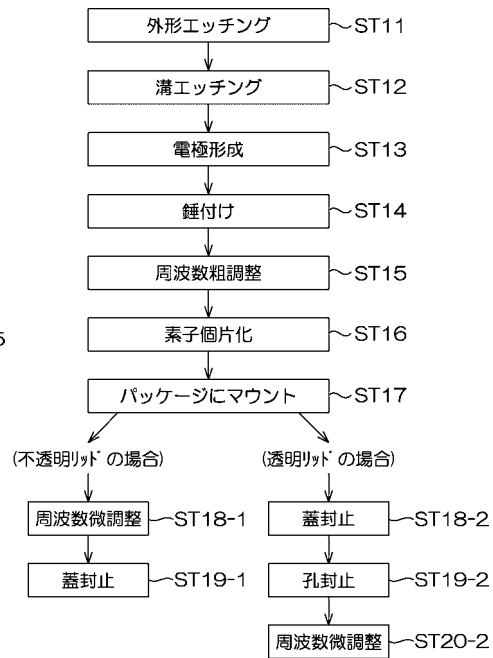 外形エッチング ST11
溝エッチング ST12
電極形成 ST13
錘付け ST14
周波数粗調整 ST15
5
素子個片化 ST16
パッケージにマウント ST17
(不透明ﾘｯﾄﾞの場合) (透明ﾘｯﾄﾞの場合)
周波数微調整 ST18-1 蓋封止 ST18-2
蓋封止 ST19-1 孔封止 ST19-2
周波数微調整 ST20-2